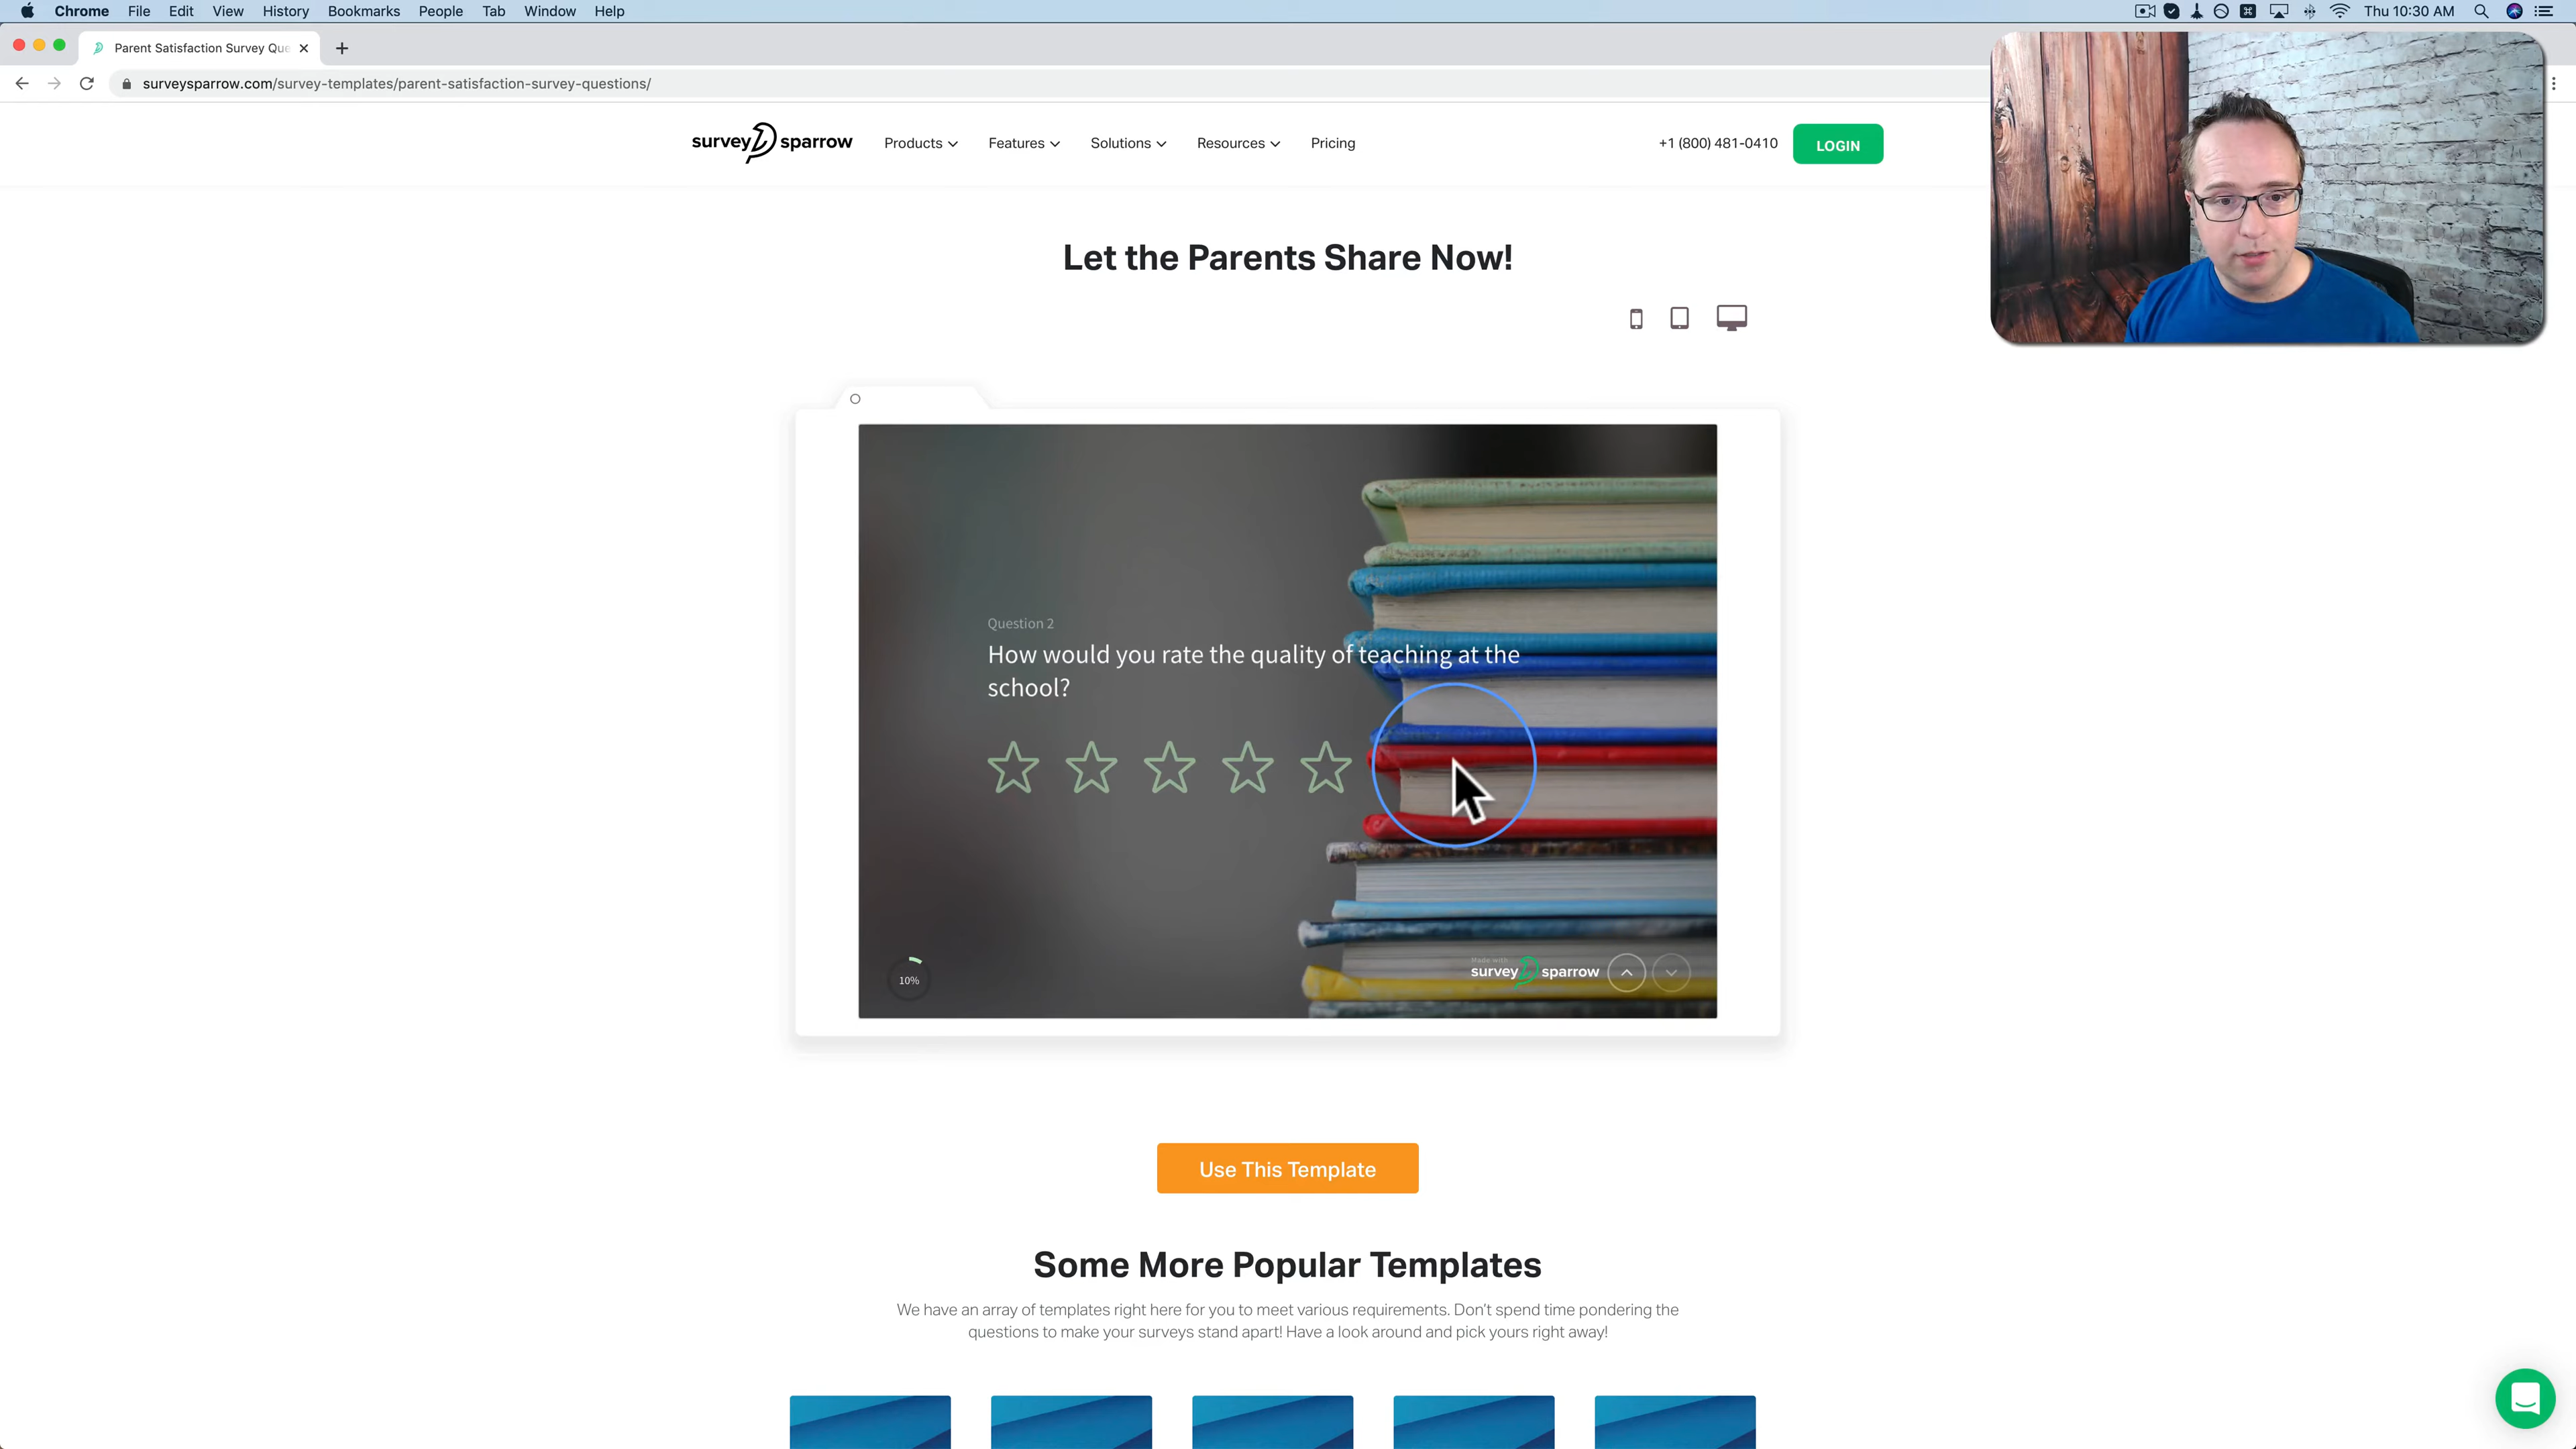 Chrome File Edit View History Bookmarks People Tab Window Help Thu 10:30 AM
Parent Satisfaction Survey Que
surveysparrow.com/survey-templates/parent-satisfaction-survey-questions/
survey sparrow Products Features Solutions Resources Pricing +1 (800) 481-0410 LOGIN
Let the Parents Share Now!
Question 2
How would you rate the quality of teaching at the
school?
10%
Made with
survey sparrow
Use This Template
Some More Popular Templates
We have an array of templates right here for you to meet various requirements. Don't spend time pondering the
questions to make your surveys stand apart! Have a look around and pick yours right away!